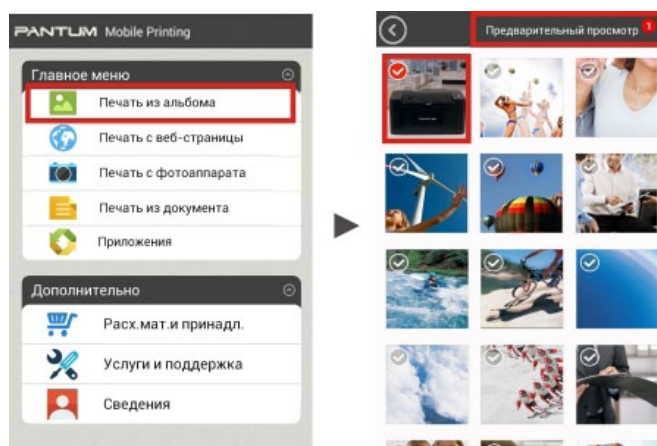 PANTUM Mobile Printing
Главное меню
Печать из альбома
Печать с веб-страницы
Печать с фотоаппарата
Печать из документа
Приложения
Дополнительно
Расх.мат.и принадл.
Услуги и поддержка
Сведения
Предварительный просмотр 1